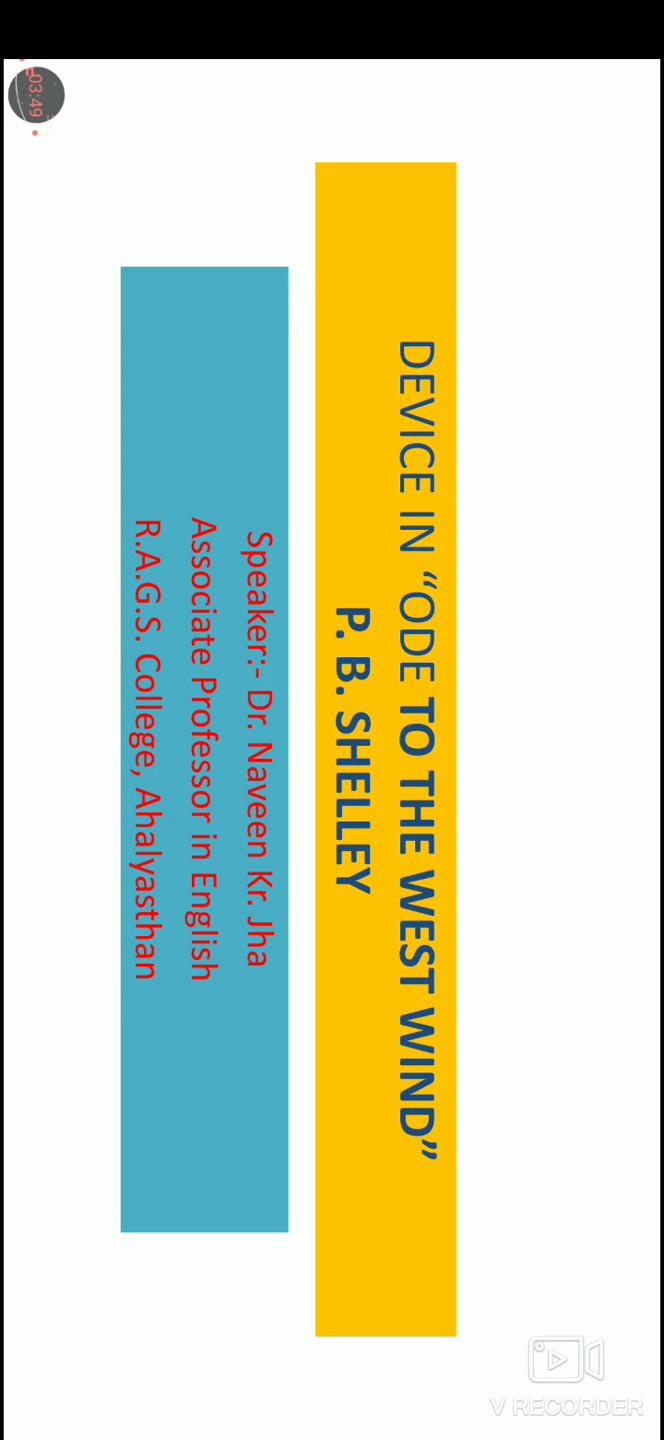 03:49
DEVICE IN “ODE TO THE WEST WIND”
P. B. SHELLEY
Speaker:- Dr. Naveen Kr. Jha
Associate Professor in English
R.A.G.S. College, Ahalyasthan
V RECORDER